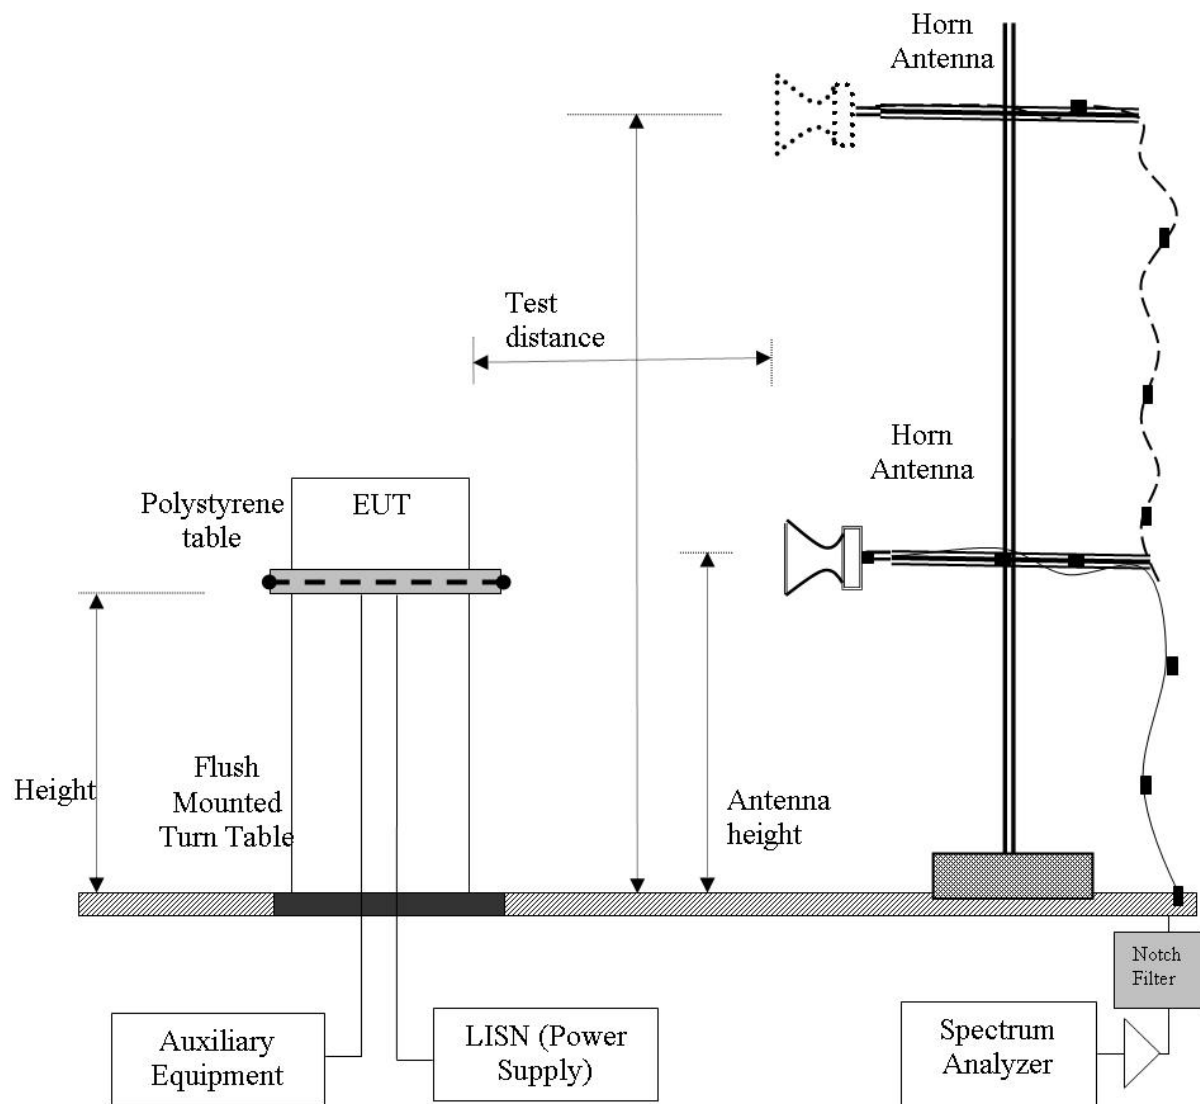 Horn
Antenna
Test
distance
Horn
Antenna
Polystyrene
table
EUT
Height
Flush
Mounted
Turn Table
Antenna
height
Notch
Filter
Auxiliary
Equipment
LISN (Power
Supply)
Spectrum
Analyzer